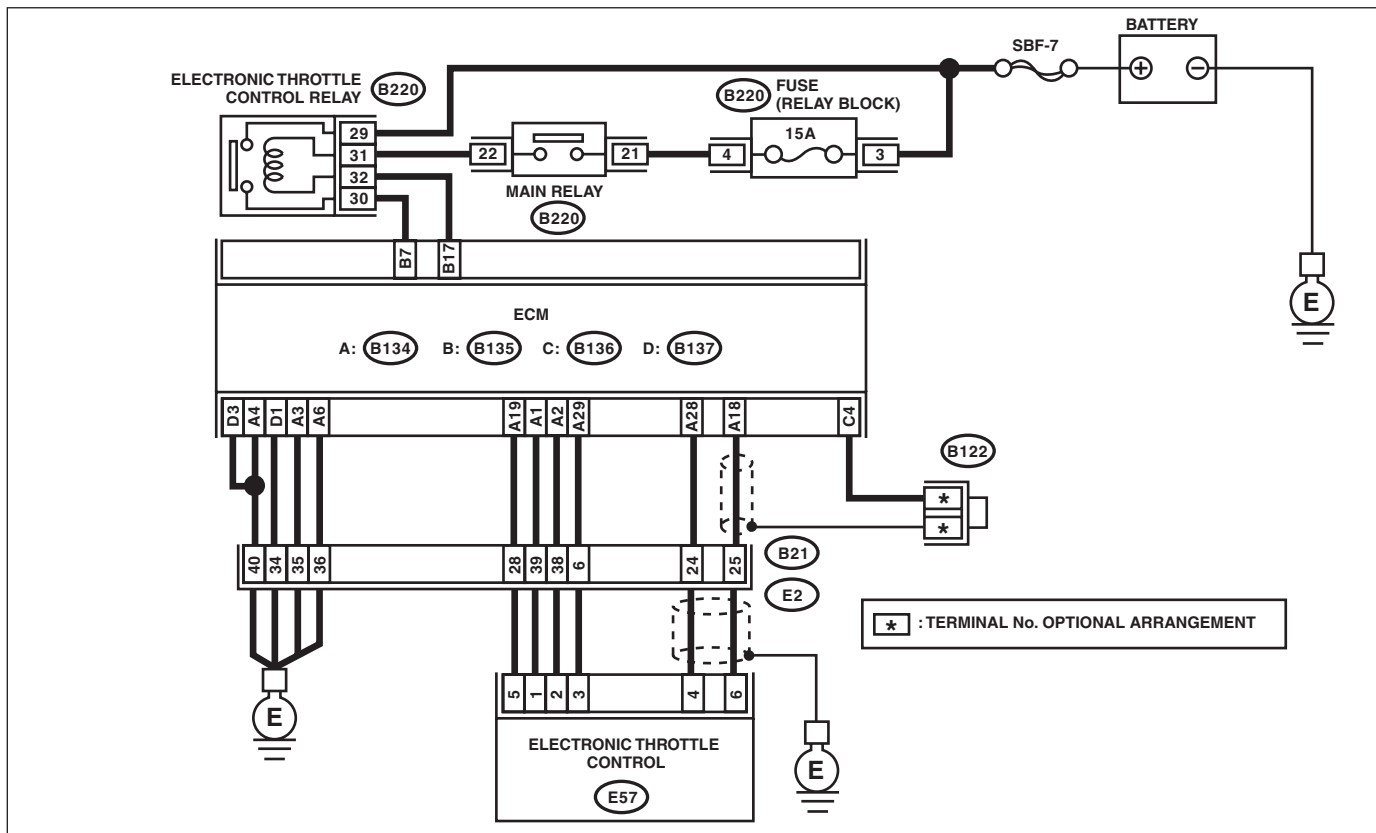 BATTERY
SBF-7
ELECTRONIC THROTTLE
CONTROL RELAY
B220
B220
FUSE
(RELAY BLOCK)
15A
29
31
32
30
22
21
4
3
MAIN RELAY
B220
B7
B17
E
ECM
A: B134 B: B135 C: B136 D: B137
D3 A4 D1 A3 A6 A19 A1 A2 A29 A28 A18 C4
B122
*
*
40 34 35 36 28 39 38 6 24 25
B21
E2
* : TERMINAL No. OPTIONAL ARRANGEMENT
5 1 2 3 4 6
E
ELECTRONIC THROTTLE
CONTROL
E57
E